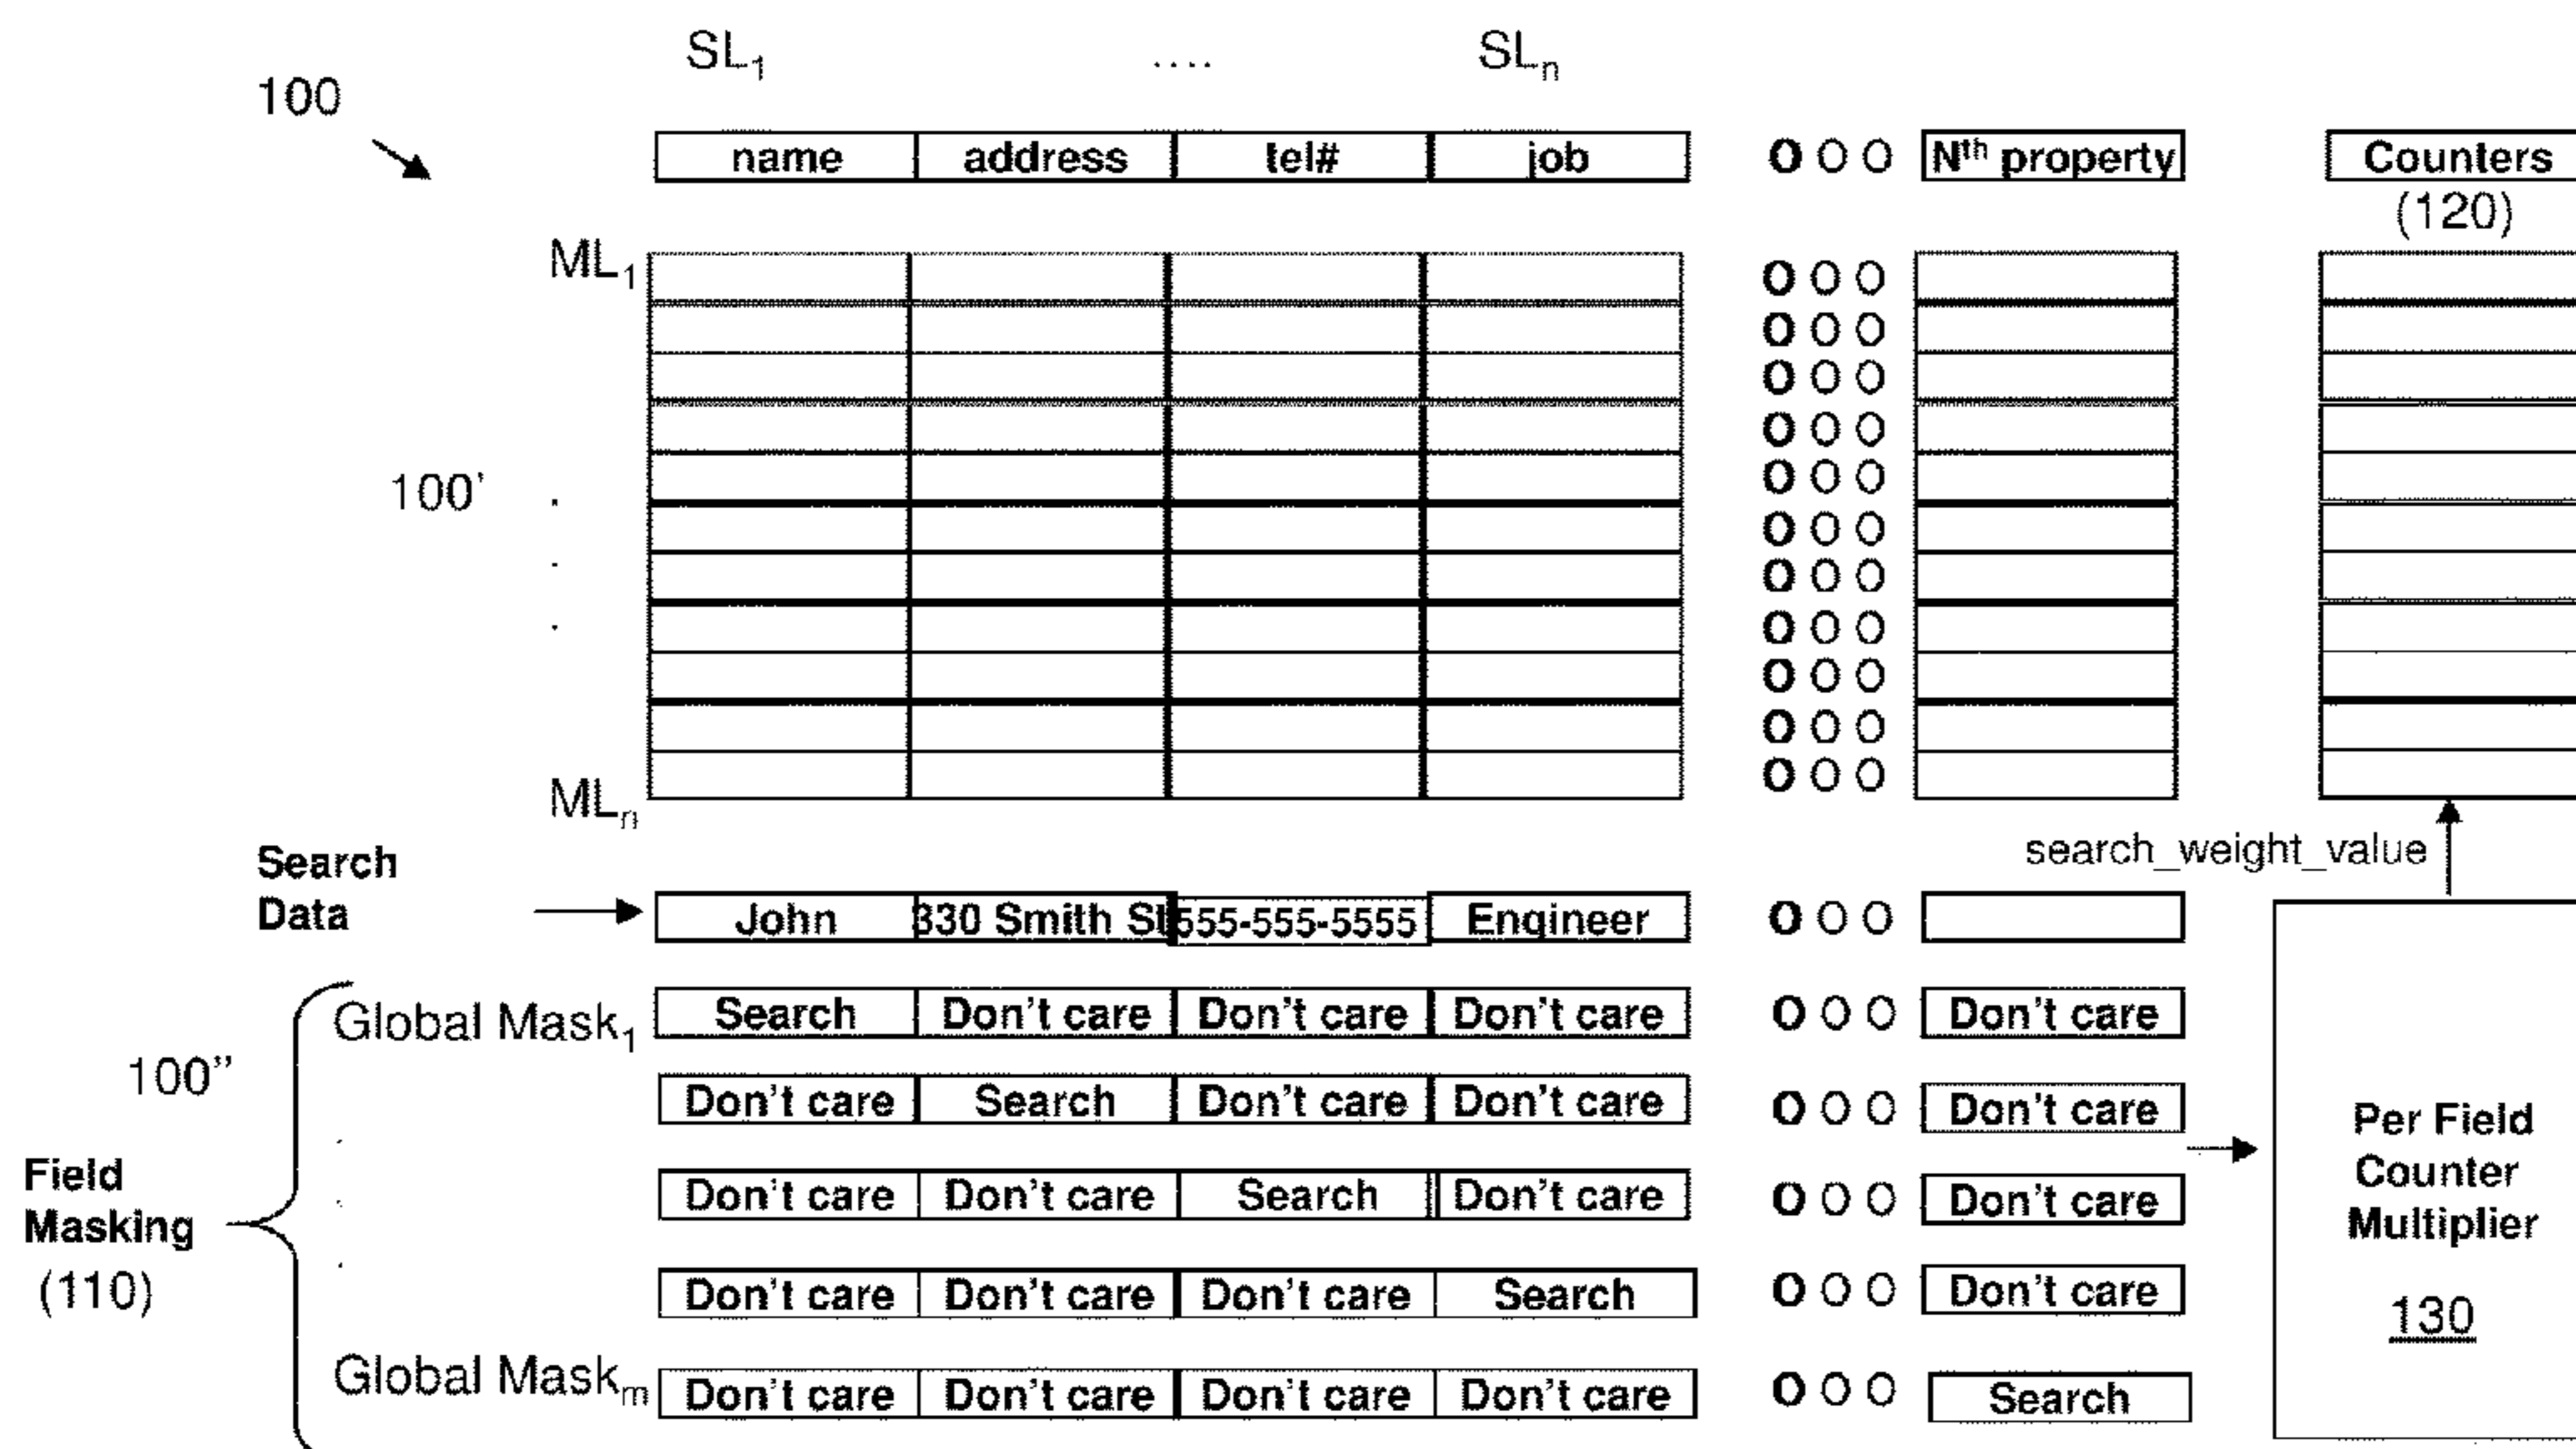 SL1 .... SLn
100
name address tel# job O O O Nth property Counters
(120)
ML1 O O O
O O O
O O O
O O O
100' . O O O
O O O
. O O O
. O O O
O O O
O O O
MLn O O O
search_weight_value
Search
Data John 330 Smith St 555-555-5555 Engineer O O O
Global Mask1 Search Don't care Don't care Don't care O O O Don't care
100"
Don't care Search Don't care Don't care O O O Don't care
Field
Masking
(110)
Don't care Don't care Search Don't care O O O Don't care
Don't care Don't care Don't care Search O O O Don't care
Global Maskm Don't care Don't care Don't care Don't care O O O Search
Per Field
Counter
Multiplier
130